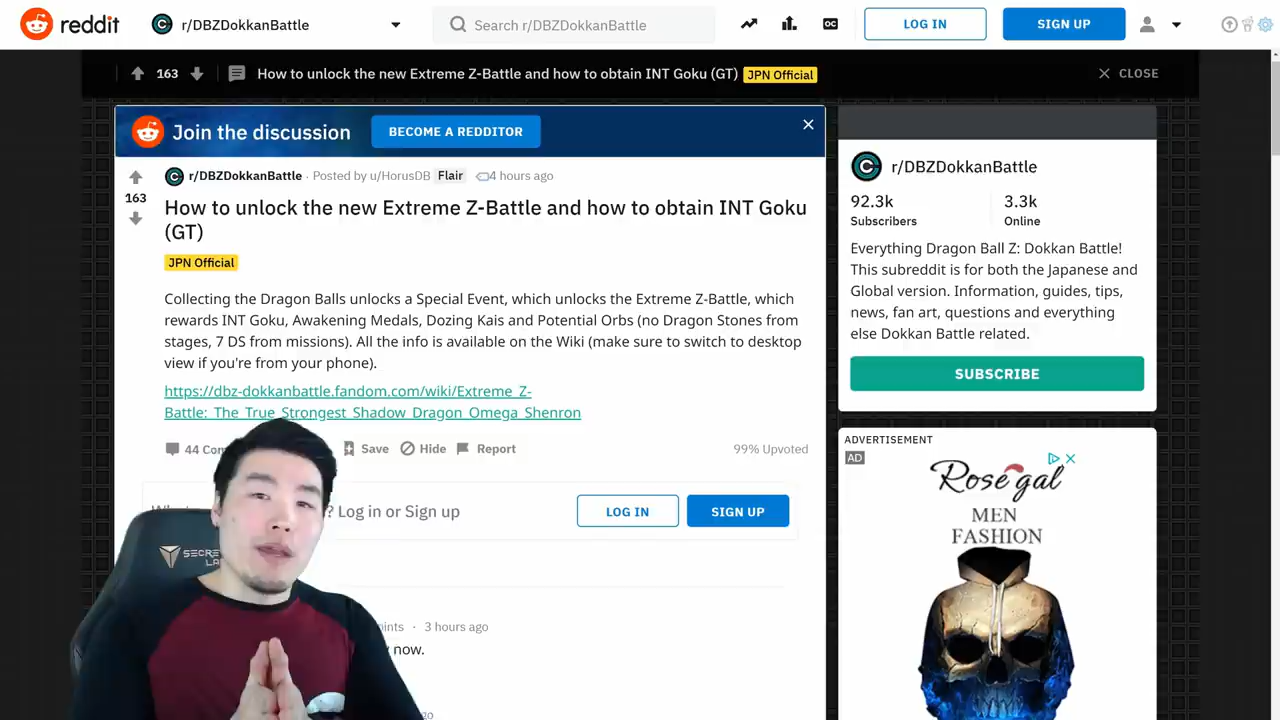 reddit
r/DBZDokkanBattle
Search r/DBZDokkanBattle
OC
LOG IN
SIGN UP
163
How to unlock the new Extreme Z-Battle and how to obtain INT Goku (GT) JPN Official
CLOSE
Join the discussion
BECOME A REDDITOR
r/DBZDokkanBattle · Posted by u/HorusDB Flair 4 hours ago
163
How to unlock the new Extreme Z-Battle and how to obtain INT Goku
(GT)
JPN Official
Collecting the Dragon Balls unlocks a Special Event, which unlocks the Extreme Z-Battle, which
rewards INT Goku, Awakening Medals, Dozing Kais and Potential Orbs (no Dragon Stones from
stages, 7 DS from missions). All the info is available on the Wiki (make sure to switch to desktop
view if you're from your phone).
https://dbz-dokkanbattle.fandom.com/wiki/Extreme_Z-
Battle:_The_True_Strongest_Shadow_Dragon_Omega_Shenron
44
Save
Hide
Report
99% Upvoted
? Log in or Sign up
LOG IN
SIGN UP
· 3 hours ago
now.
r/DBZDokkanBattle
92.3k
3.3k
Subscribers
Online
Everything Dragon Ball Z: Dokkan Battle!
This subreddit is for both the Japanese and
Global version. Information, guides, tips,
news, fan art, questions and everything
else Dokkan Battle related.
SUBSCRIBE
ADVERTISEMENT
AD
Rosegal
MEN
FASHION